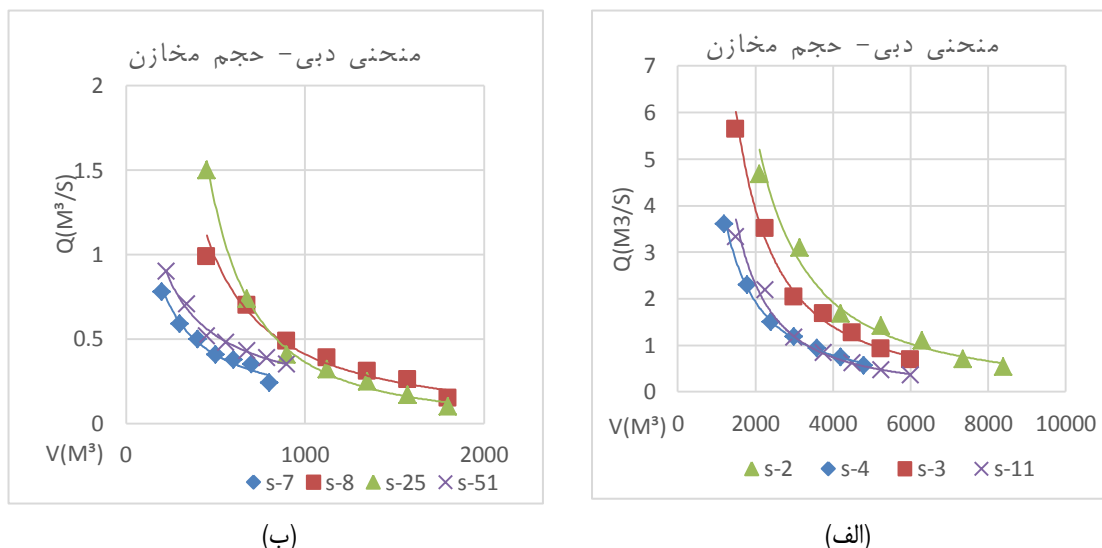 منحنی دبی- حجم مخازن
2
1.5
1
0.5
0
Q(M³/S)
V(M³)
0
1000
2000
s-7
s-8
s-25
s-51
(ب)
منحنی دبی- حجم مخازن
7
6
5
4
3
2
1
0
Q(M3/S)
V(M³)
0
2000
4000
6000
8000
10000
s-2
s-4
s-3
s-11
(الف)